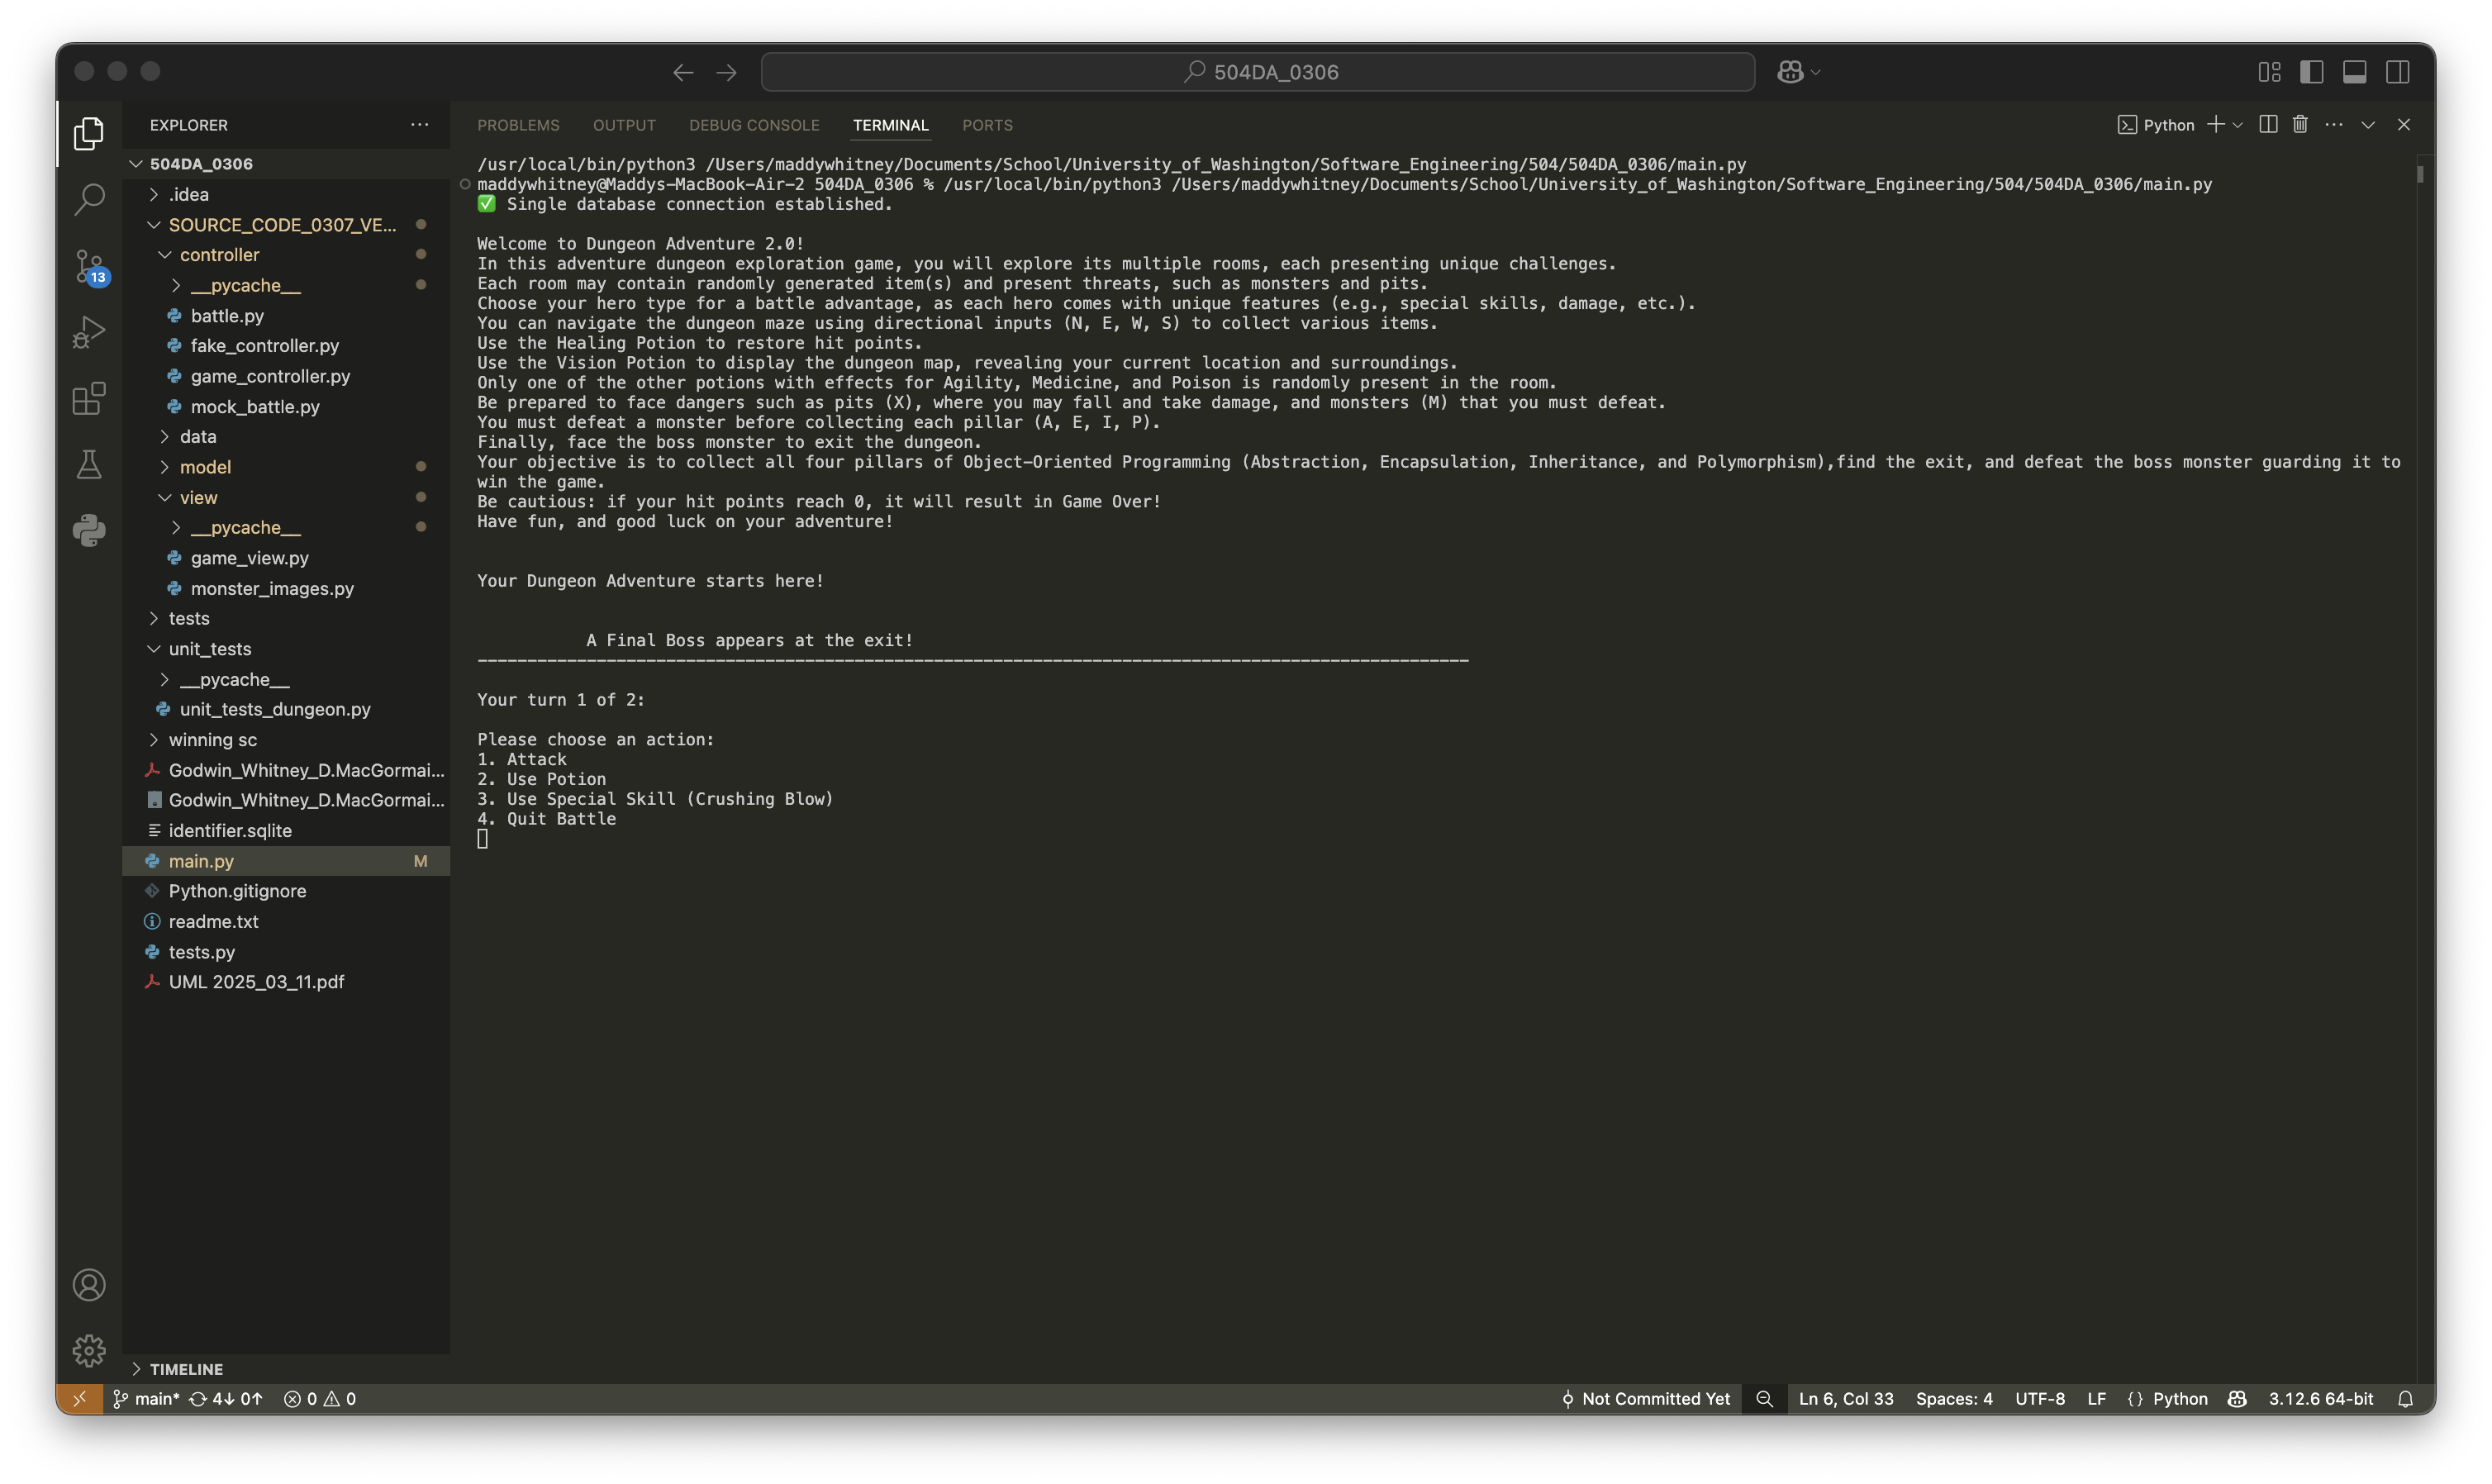 504DA_0306
EXPLORER
504DA_0306
.idea
SOURCE_CODE_0307_VE...
controller
__pycache__
battle.py
fake_controller.py
game_controller.py
mock_battle.py
data
model
view
__pycache__
game_view.py
monster_images.py
tests
unit_tests
__pycache__
unit_tests_dungeon.py
winning sc
Godwin_Whitney_D.MacGormai...
Godwin_Whitney_D.MacGormai...
identifier.sqlite
main.py M
Python.gitignore
readme.txt
tests.py
UML 2025_03_11.pdf
TIMELINE
13
PROBLEMS OUTPUT DEBUG CONSOLE TERMINAL PORTS
Python
/usr/local/bin/python3 /Users/maddywhitney/Documents/School/University_of_Washington/Software_Engineering/504/504DA_0306/main.py
maddywhitney@Maddys-MacBook-Air-2 504DA_0306 % /usr/local/bin/python3 /Users/maddywhitney/Documents/School/University_of_Washington/Software_Engineering/504/504DA_0306/main.py
✅ Single database connection established.
Welcome to Dungeon Adventure 2.0!
In this adventure dungeon exploration game, you will explore its multiple rooms, each presenting unique challenges.
Each room may contain randomly generated item(s) and present threats, such as monsters and pits.
Choose your hero type for a battle advantage, as each hero comes with unique features (e.g., special skills, damage, etc.).
You can navigate the dungeon maze using directional inputs (N, E, W, S) to collect various items.
Use the Healing Potion to restore hit points.
Use the Vision Potion to display the dungeon map, revealing your current location and surroundings.
Only one of the other potions with effects for Agility, Medicine, and Poison is randomly present in the room.
Be prepared to face dangers such as pits (X), where you may fall and take damage, and monsters (M) that you must defeat.
You must defeat a monster before collecting each pillar (A, E, I, P).
Finally, face the boss monster to exit the dungeon.
Your objective is to collect all four pillars of Object-Oriented Programming (Abstraction, Encapsulation, Inheritance, and Polymorphism),find the exit, and defeat the boss monster guarding it to
win the game.
Be cautious: if your hit points reach 0, it will result in Game Over!
Have fun, and good luck on your adventure!
Your Dungeon Adventure starts here!
A Final Boss appears at the exit!
----------------------------------------------------------------------------------------------------
Your turn 1 of 2:
Please choose an action:
1. Attack
2. Use Potion
3. Use Special Skill (Crushing Blow)
4. Quit Battle
main* 4↓ 0↑ 0 0 Not Committed Yet Ln 6, Col 33 Spaces: 4 UTF-8 LF {} Python 3.12.6 64-bit